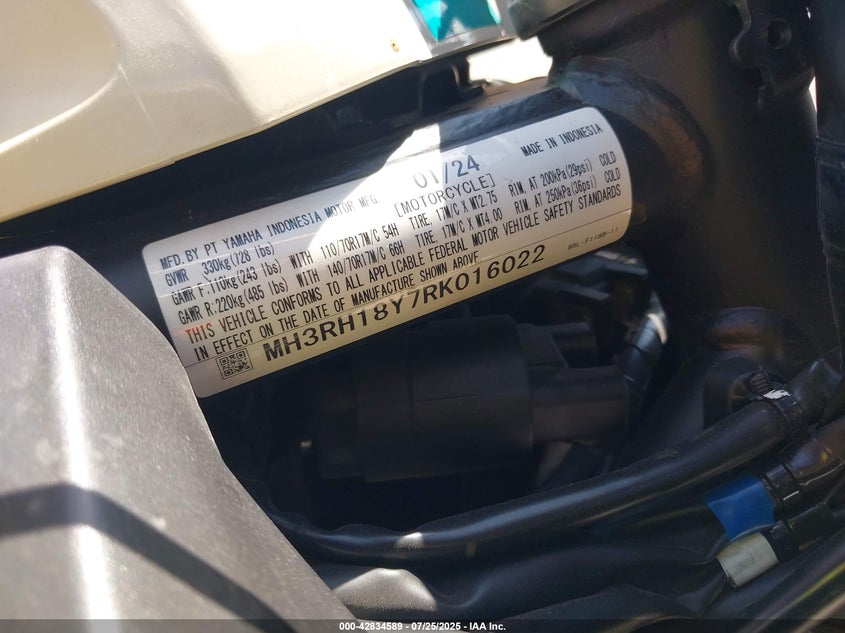 MFD. BY PT. YAMAHA INDONESIA MOTOR MFG. 01/24 MADE IN INDONESIA
GVWR 330kg(728 lbs) [MOTORCYCLE]
GAWR F:110kg(243 lbs) WITH 110/70R17M/C 54H TIRE, 17M/C X MT2.75 RIM, AT 200kPa(29psi) COLD
GAWR R:220kg(485 lbs) WITH 140/70R17M/C 66H TIRE, 17M/C X MT4.00 RIM, AT 250kPa(36psi) COLD
THIS VEHICLE CONFORMS TO ALL APPLICABLE FEDERAL MOTOR VEHICLE SAFETY STANDARDS
IN EFFECT ON THE DATE OF MANUFACTURE SHOWN ABOVE.
MH3RH18Y7RK016022
000-42834589 - 07/25/2025 - IAA Inc.